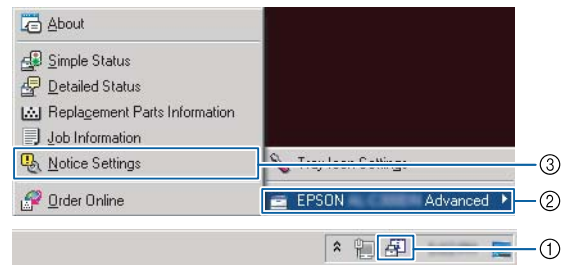 About
Simple Status
Detailed Status
Replacement Parts Information
Job Information
Notice Settings
Tray Icon Settings
③
Order Online
EPSON Advanced
②
①